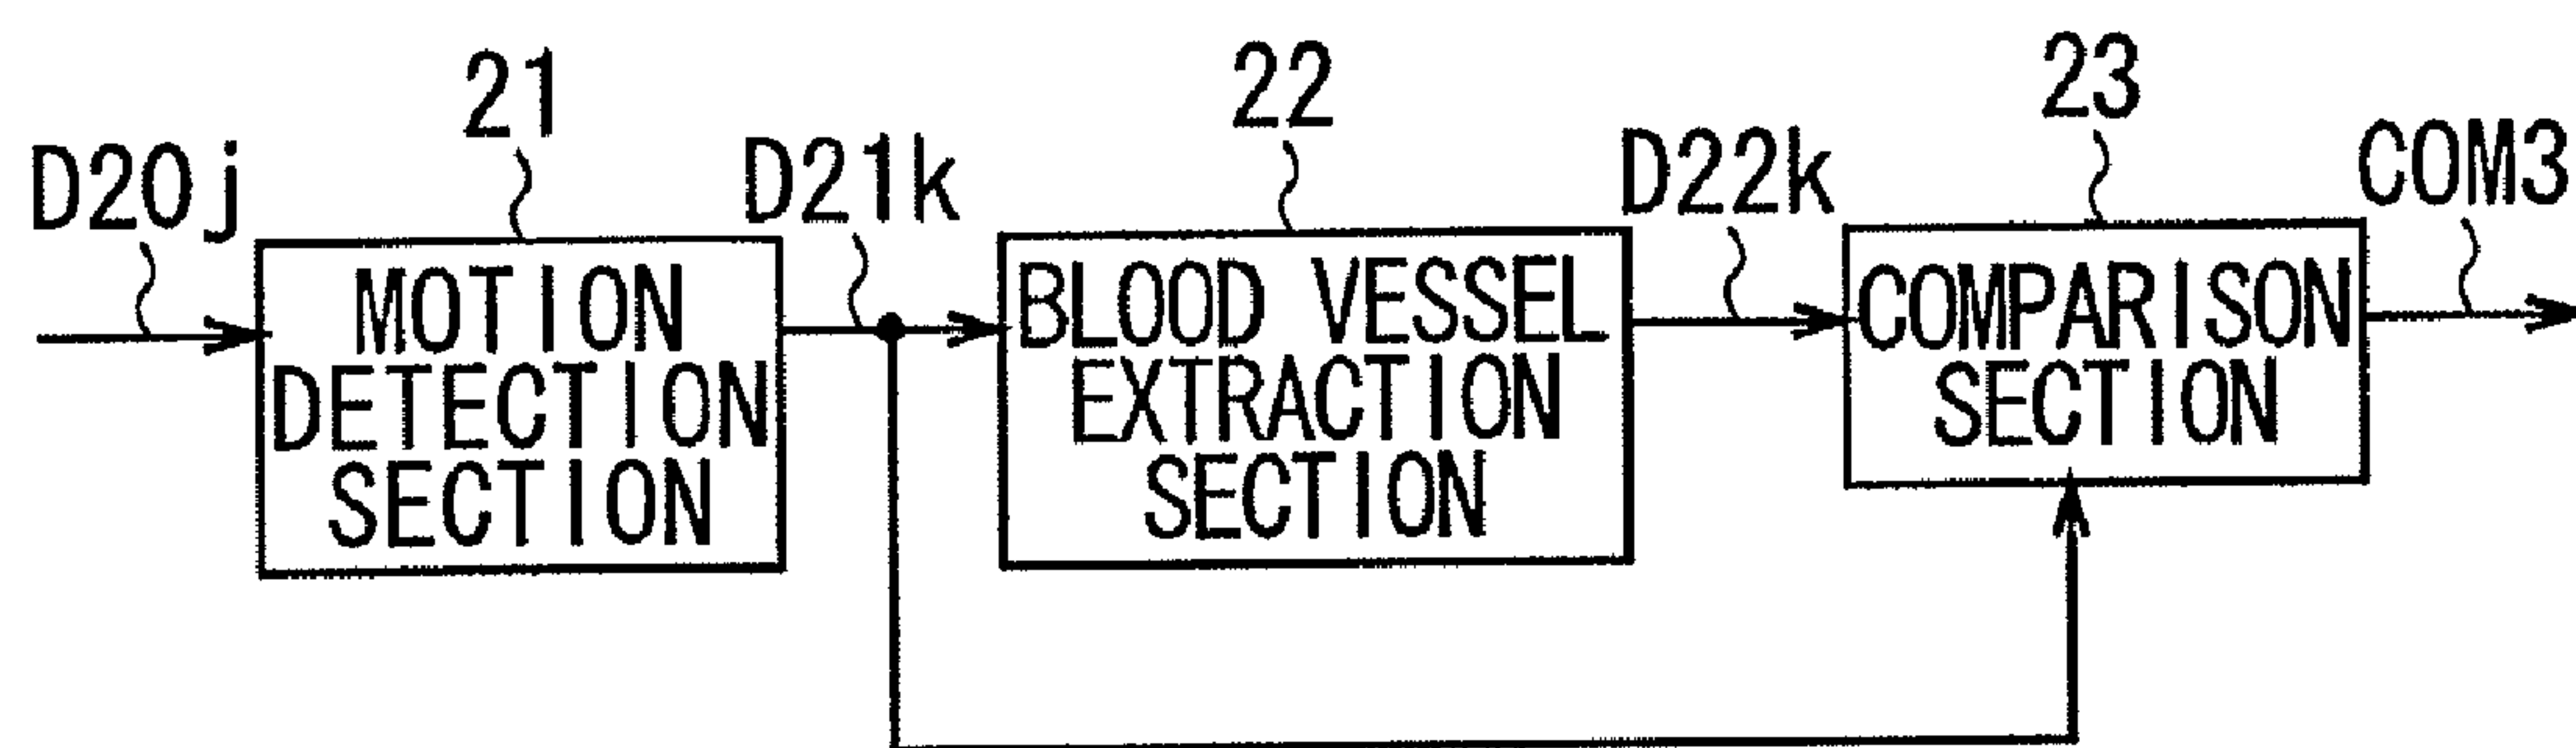 21
22
23
D20j
D21k
D22k
COM3
MOTION
DETECTION
SECTION
BLOOD VESSEL
EXTRACTION
SECTION
COMPARISON
SECTION